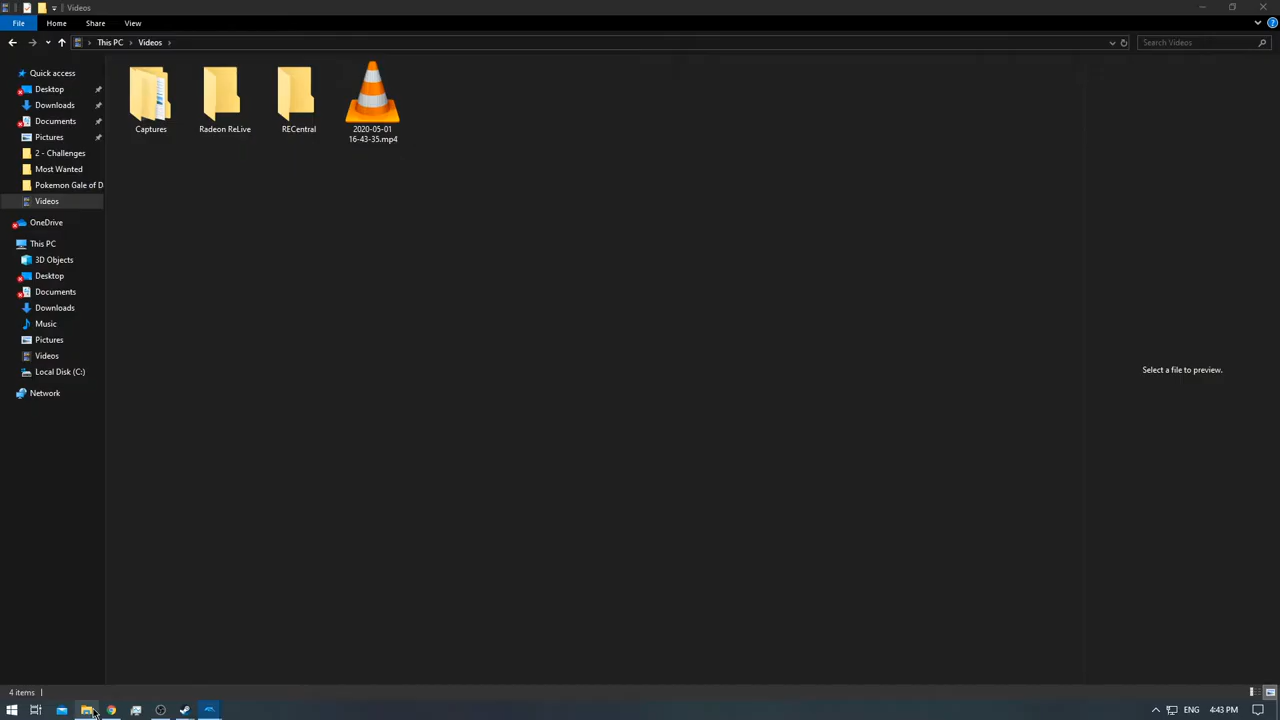 Videos
File
Home
Share
View
This PC
Videos
Search Videos
Quick access
Desktop
Downloads
Documents
Pictures
2 - Challenges
Most Wanted
Pokemon Gale of D
Videos
OneDrive
This PC
3D Objects
Desktop
Documents
Downloads
Music
Pictures
Videos
Local Disk (C:)
Network
Captures
Radeon ReLive
RECentral
2020-05-01
16-43-35.mp4
Select a file to preview.
4 items
ENG
4:43 PM